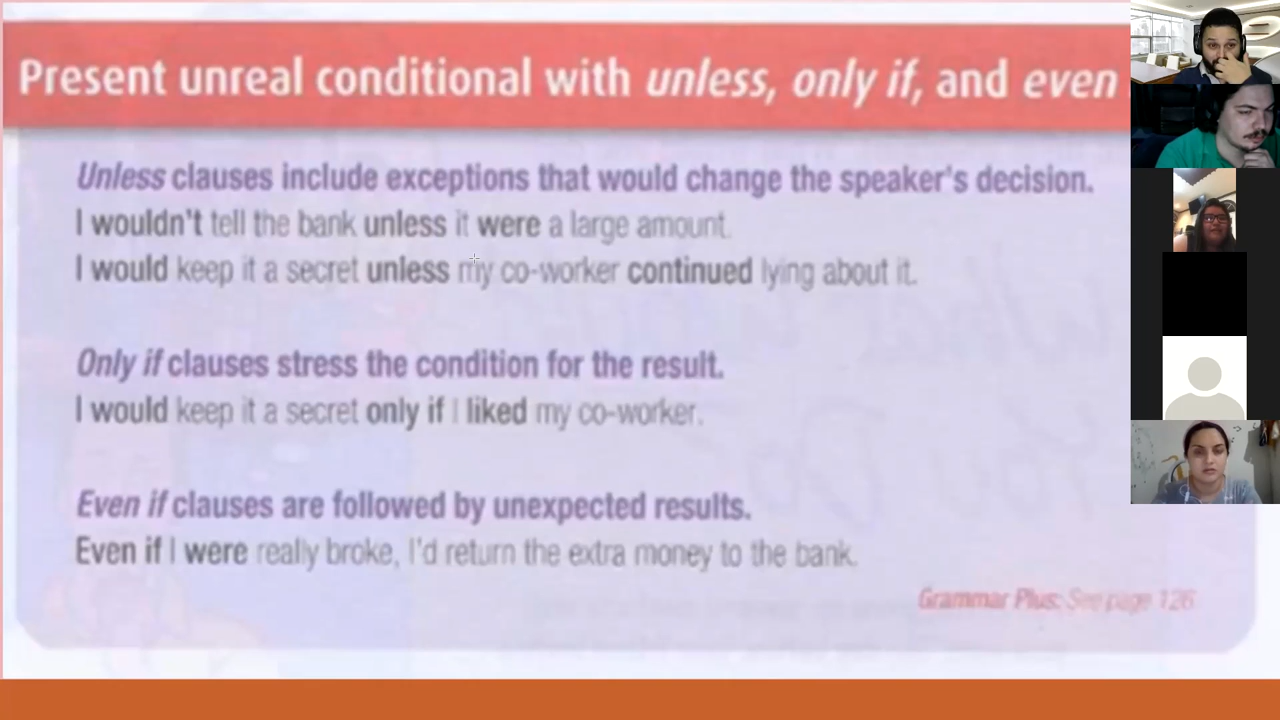 Present unreal conditional with unless, only if, and even
Unless clauses include exceptions that would change the speaker's decision.
I wouldn't tell the bank unless it were a large amount.
I would keep it a secret unless my co-worker continued lying about it.
Only if clauses stress the condition for the result.
I would keep it a secret only if I liked my co-worker.
Even if clauses are followed by unexpected results.
Even if I were really broke, I'd return the extra money to the bank.
Grammar Plus: See page 126